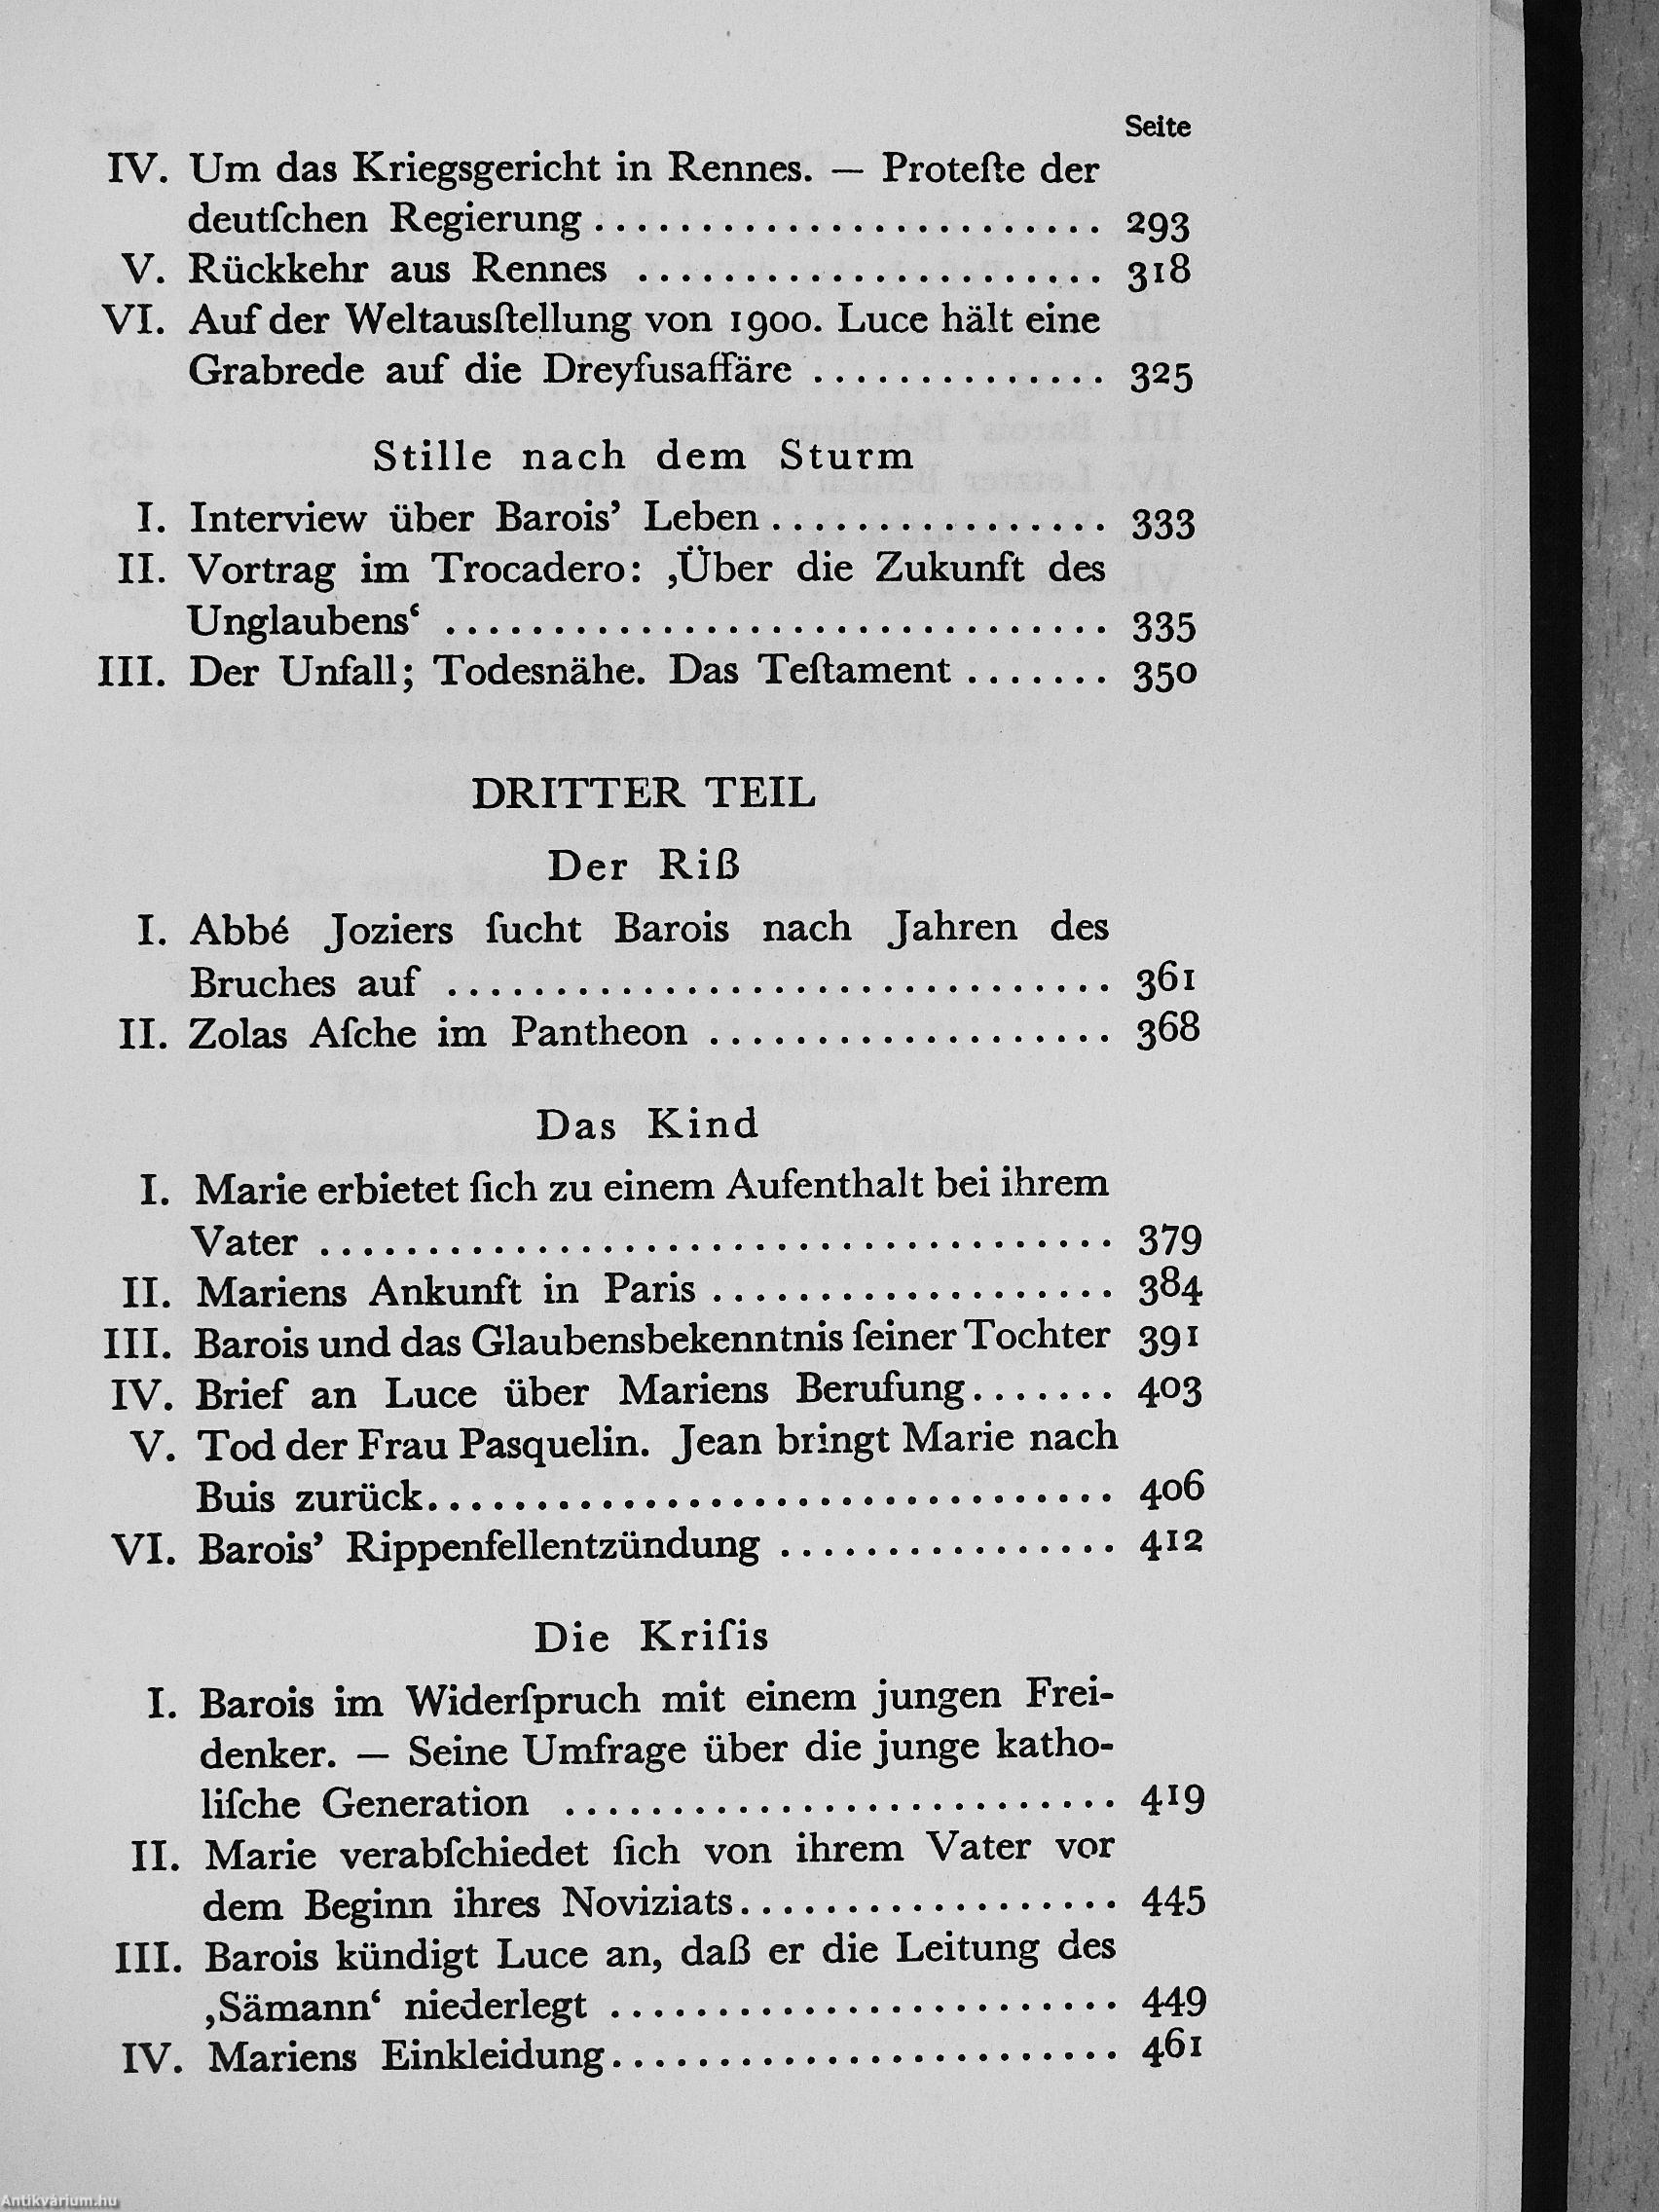 Seite
IV. Um das Kriegsgericht in Rennes. — Proteſte der
deutſchen Regierung ........................ 293
V. Rückkehr aus Rennes ...................... 318
VI. Auf der Weltausſtellung von 1900. Luce hält eine
Grabrede auf die Dreyfusaffäre .............. 325
Stille nach dem Sturm
I. Interview über Barois’ Leben ................ 333
II. Vortrag im Trocadero: ‚Über die Zukunft des
Unglaubens‘ ............................... 335
III. Der Unfall; Todesnähe. Das Teſtament ....... 350
DRITTER TEIL
Der Riß
I. Abbé Joziers ſucht Barois nach Jahren des
Bruches auf ............................... 361
II. Zolas Aſche im Pantheon ................... 368
Das Kind
I. Marie erbietet ſich zu einem Aufenthalt bei ihrem
Vater ..................................... 379
II. Mariens Ankunft in Paris ................... 384
III. Barois und das Glaubensbekenntnis ſeiner Tochter 391
IV. Brief an Luce über Mariens Berufung....... 403
V. Tod der Frau Pasquelin. Jean bringt Marie nach
Buis zurück................................ 406
VI. Barois’ Rippenfellentzündung ................ 412
Die Kriſis
I. Barois im Widerſpruch mit einem jungen Frei-
denker. — Seine Umfrage über die junge katho-
liſche Generation .......................... 419
II. Marie verabſchiedet ſich von ihrem Vater vor
dem Beginn ihres Noviziats.................. 445
III. Barois kündigt Luce an, daß er die Leitung des
‚Sämann‘ niederlegt ........................ 449
IV. Mariens Einkleidung........................ 461
Antikvárium.hu